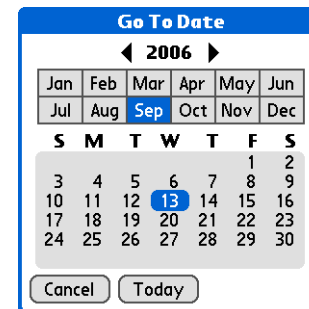 Go To Date
2006
Jan Feb Mar Apr May Jun
Jul Aug Sep Oct Nov Dec
S M T W T F S
1 2
3 4 5 6 7 8 9
10 11 12 13 14 15 16
17 18 19 20 21 22 23
24 25 26 27 28 29 30
Cancel Today